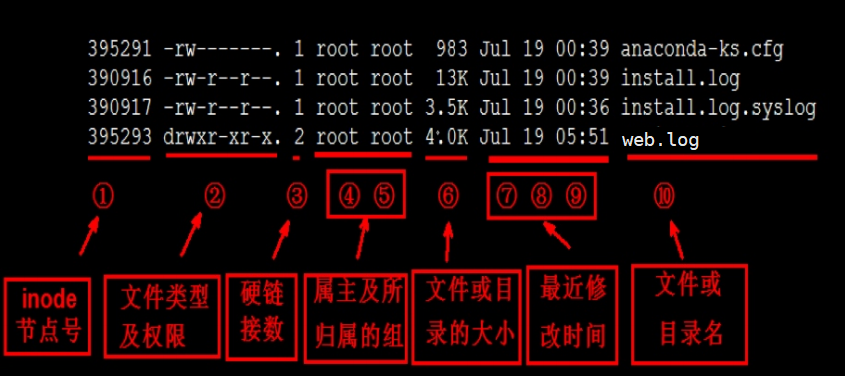 395291 -rw-------. 1 root root 983 Jul 19 00:39 anaconda-ks.cfg
390916 -rw-r--r--. 1 root root 13K Jul 19 00:39 install.log
390917 -rw-r--r--. 1 root root 3.5K Jul 19 00:36 install.log.syslog
395293 drwxr-xr-x. 2 root root 4.0K Jul 19 05:51 web.log
① ② ③ ④ ⑤ ⑥ ⑦ ⑧ ⑨ ⑩
inode
节点号
文件类型
及权限
硬链
接数
属主及所
归属的组
文件或目
录的大小
最近修
改时间
文件或
目录名